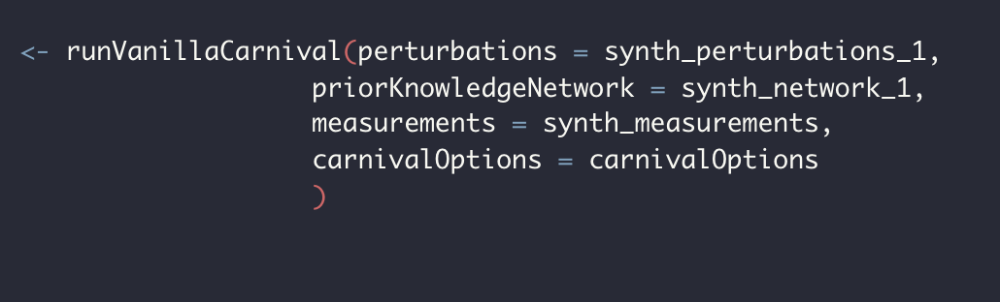 <- runVanillaCarnival(perturbations = synth_perturbations_1,
priorKnowledgeNetwork = synth_network_1,
measurements = synth_measurements,
carnivalOptions = carnivalOptions
)